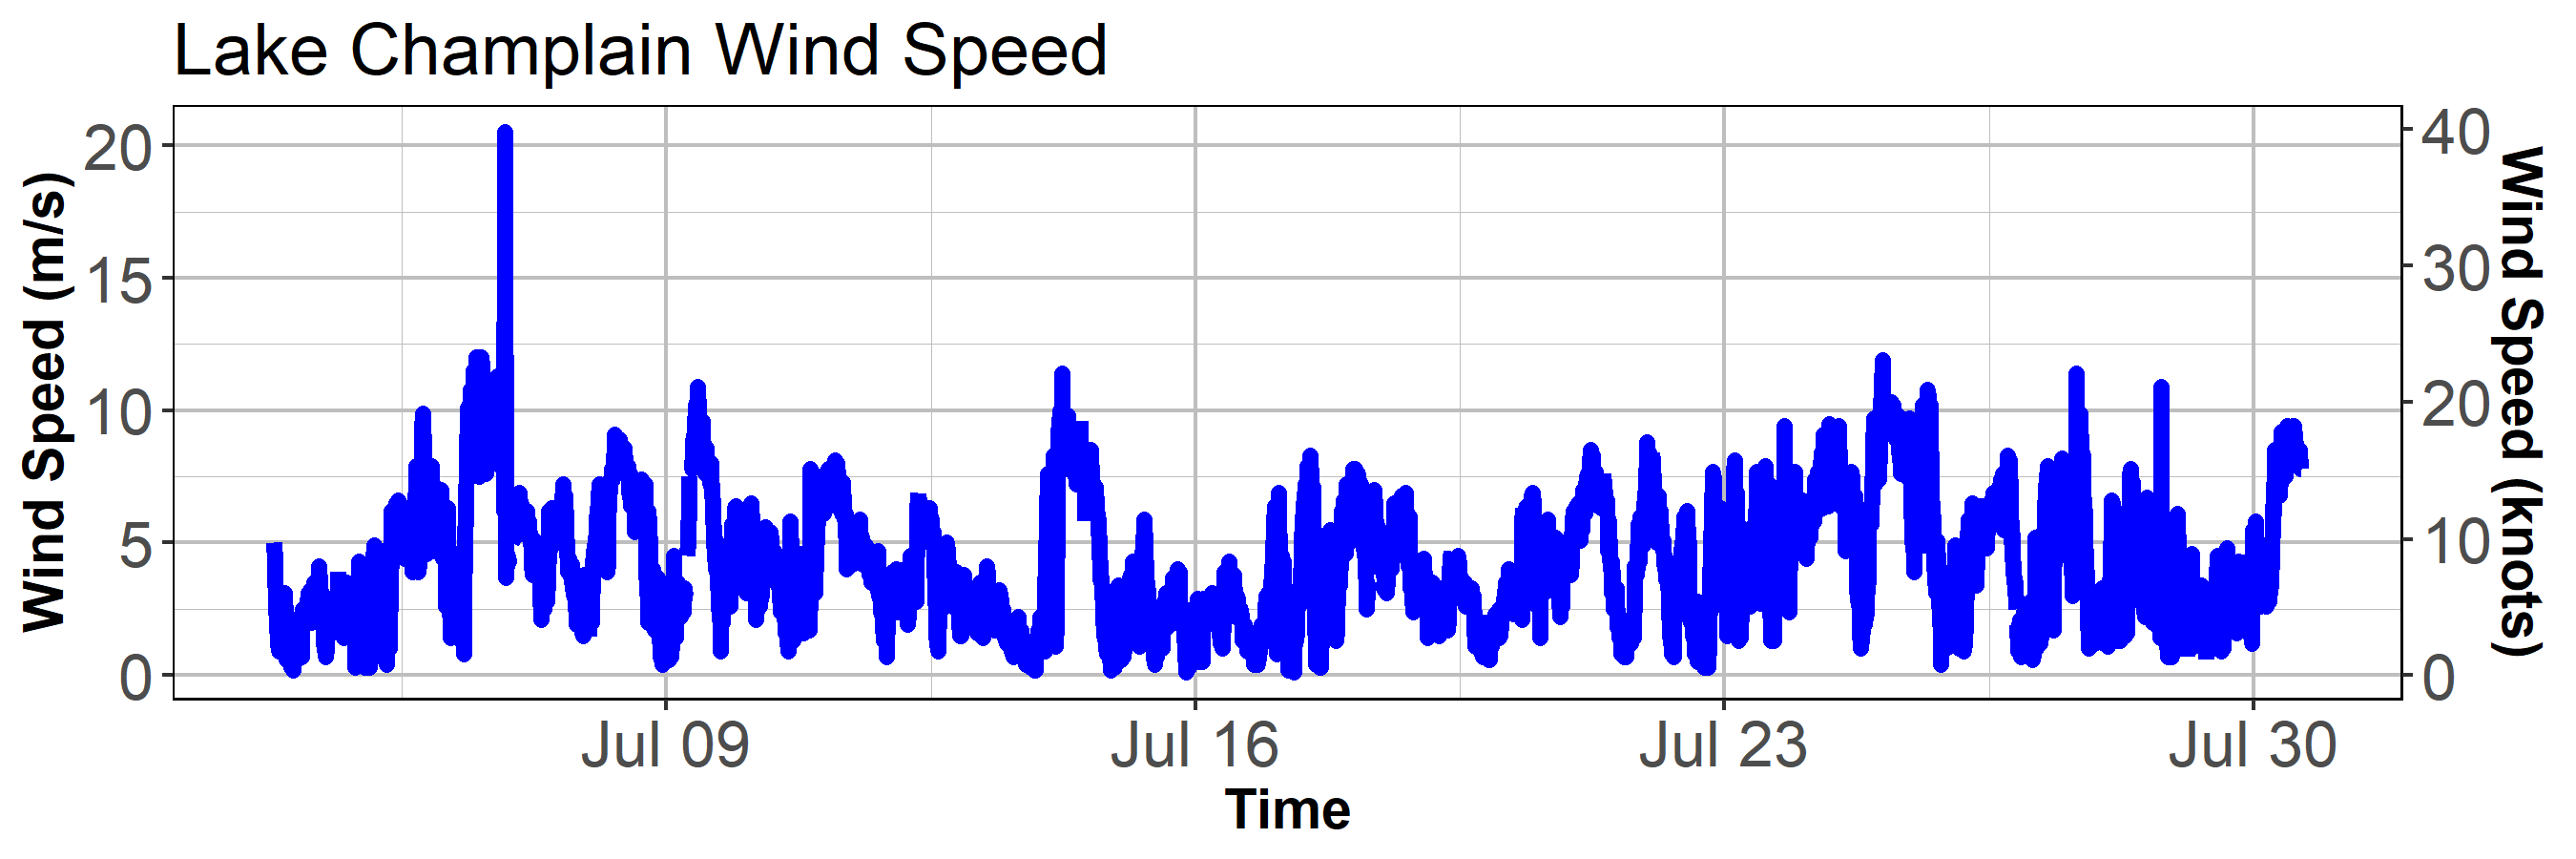 Lake Champlain Wind Speed
Wind Speed (m/s)
20
15
10
5
0
40
30
20
10
0
Wind Speed (knots)
Jul 09 Jul 16 Jul 23 Jul 30
Time